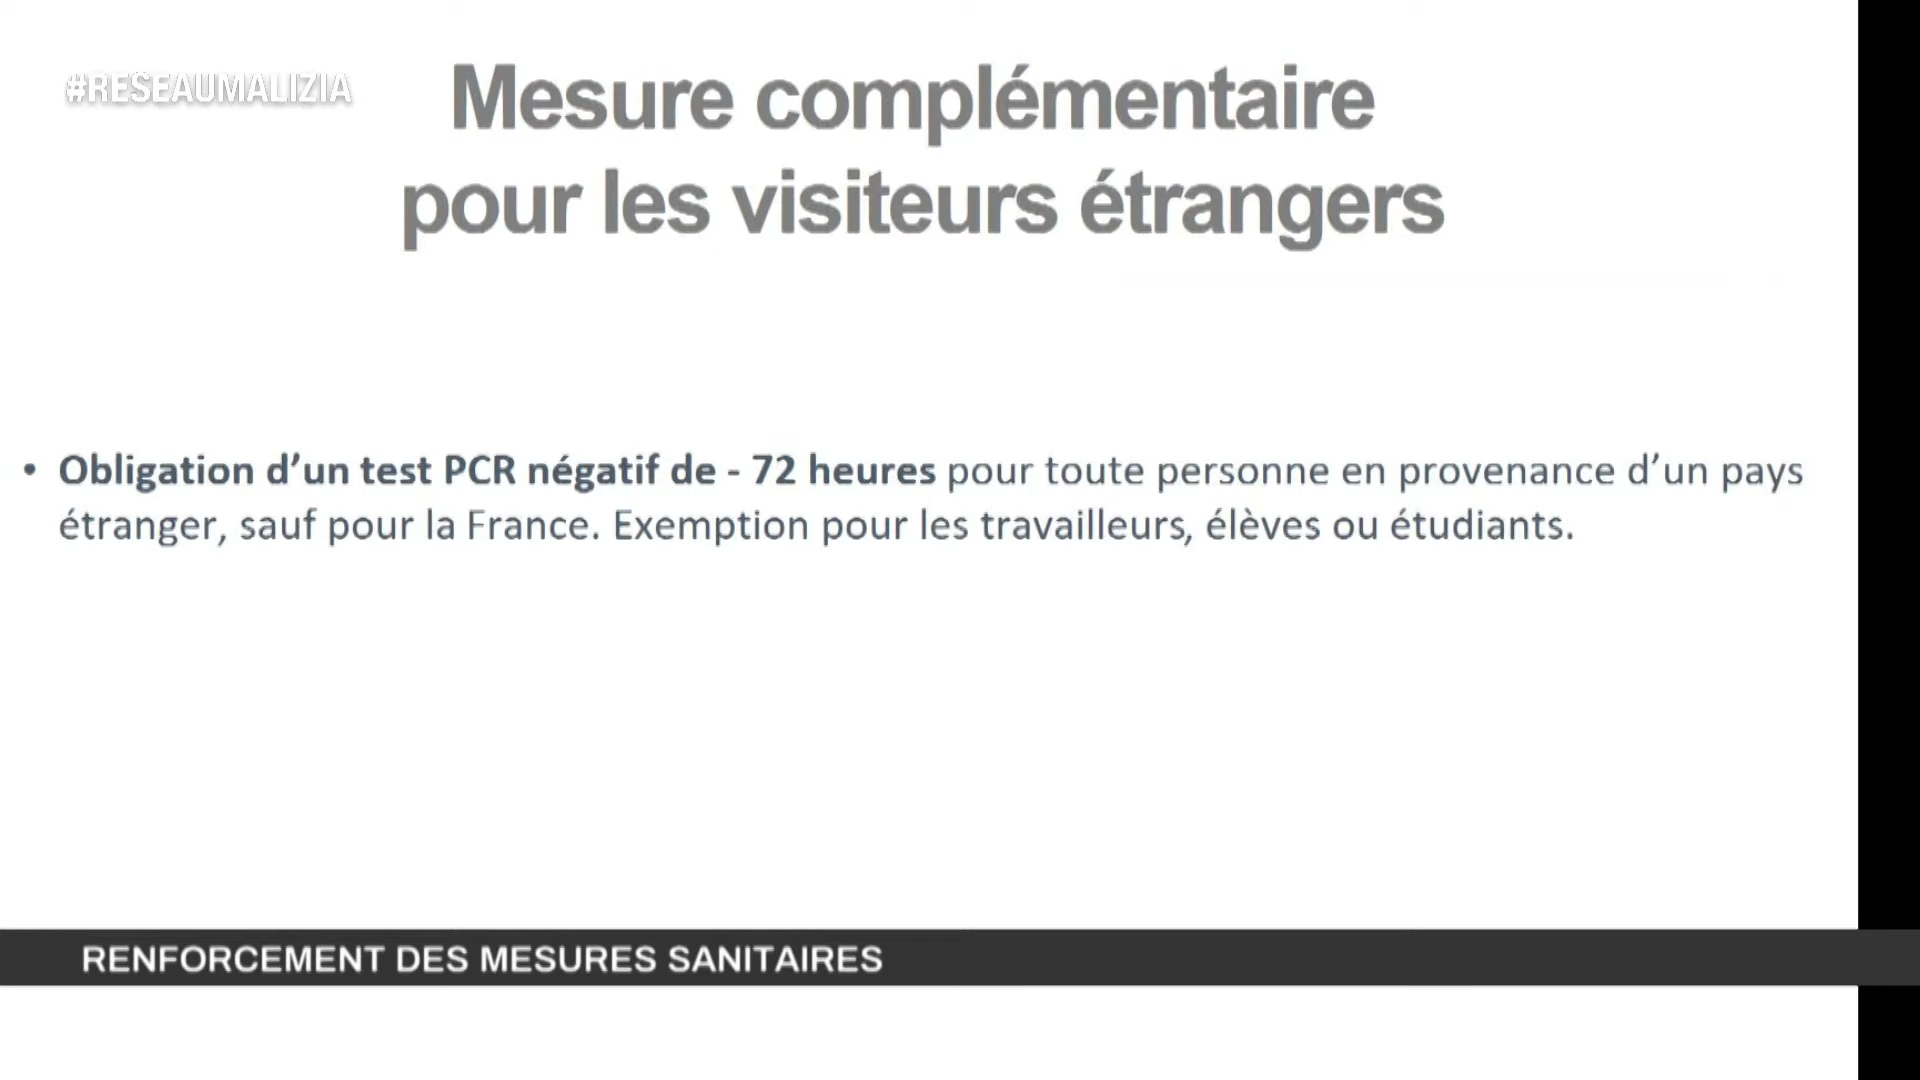 #RESEAUMALIZIA
Mesure complémentaire
pour les visiteurs étrangers
• Obligation d’un test PCR négatif de - 72 heures pour toute personne en provenance d’un pays
étranger, sauf pour la France. Exemption pour les travailleurs, élèves ou étudiants.
RENFORCEMENT DES MESURES SANITAIRES